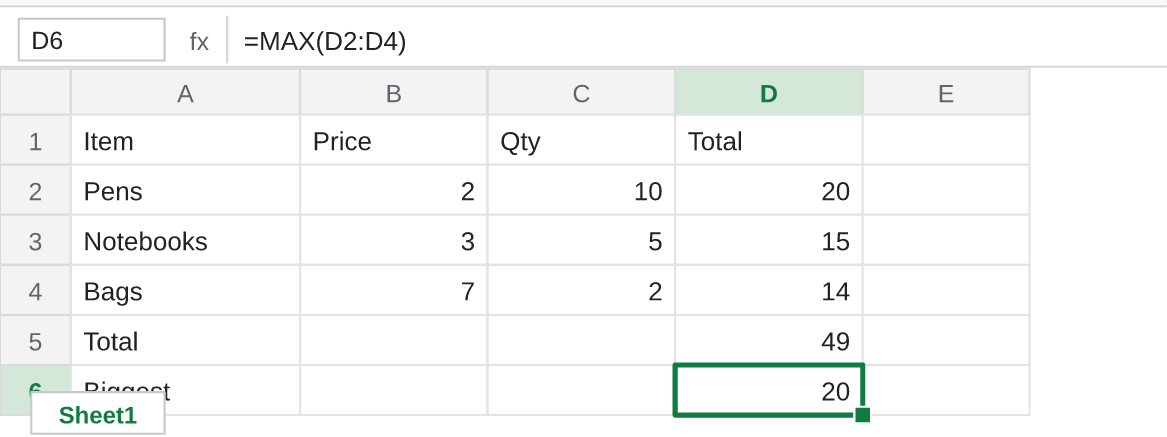 D6 fx =MAX(D2:D4)
A B C D E
1 Item Price Qty Total
2 Pens 2 10 20
3 Notebooks 3 5 15
4 Bags 7 2 14
5 Total 49
6 Biggest 20
Sheet1